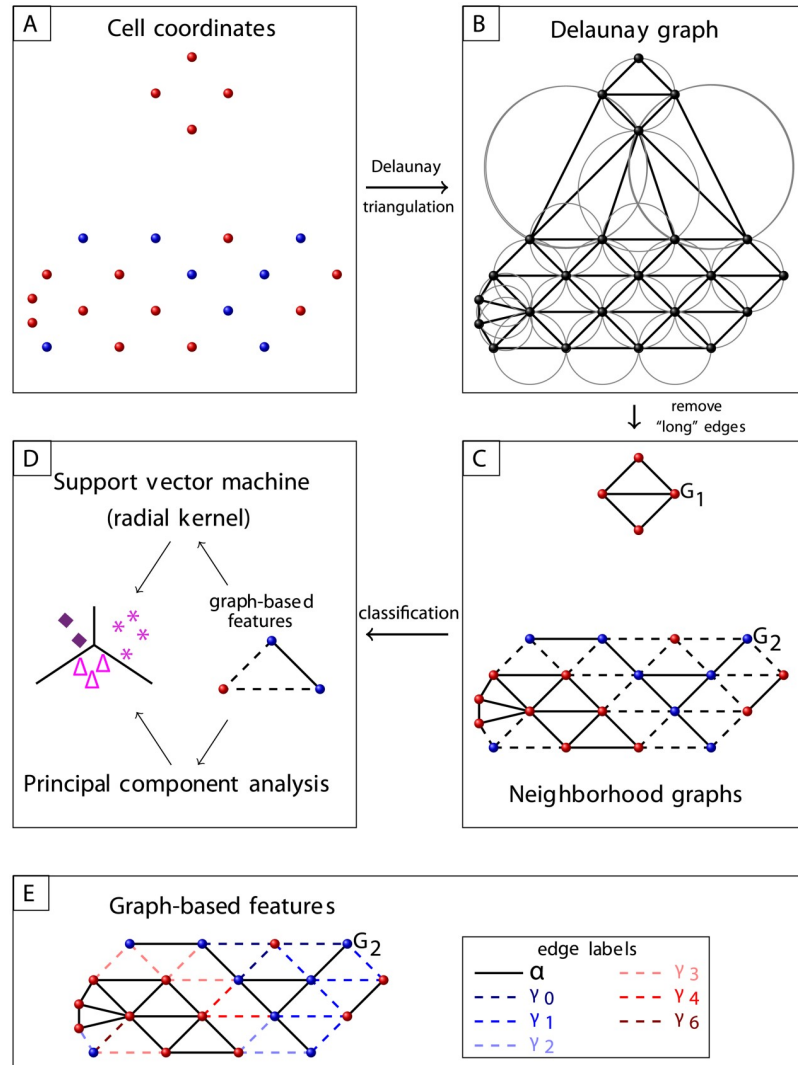 A
Cell coordinates
Delaunay
triangulation
B
Delaunay graph
remove
"long" edges
D
Support vector machine
(radial kernel)
graph-based
features
Principal component analysis
classification
C
G1
G2
Neighborhood graphs
E
Graph-based features
G2
edge labels
α
γ0
γ1
γ2
γ3
γ4
γ6